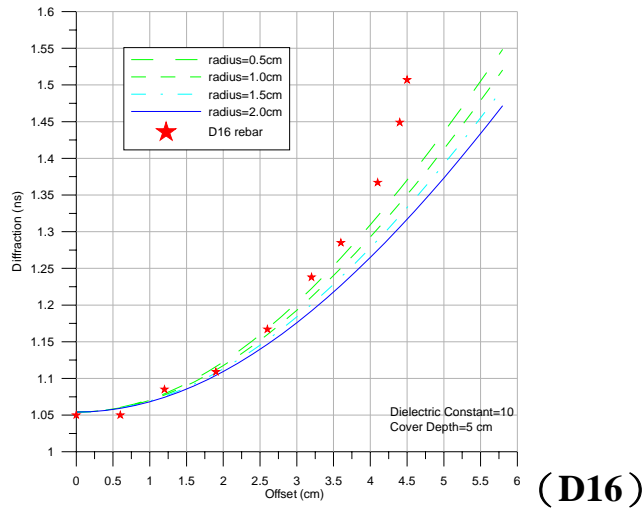 1.6
1.55
1.5
1.45
1.4
1.35
1.3
1.25
1.2
1.15
1.1
1.05
1
Diffraction (ns)
radius=0.5cm
radius=1.0cm
radius=1.5cm
radius=2.0cm
D16 rebar
Dielectric Constant=10
Cover Depth=5 cm
0 0.5 1 1.5 2 2.5 3 3.5 4 4.5 5 5.5 6
Offset (cm)
（D16）